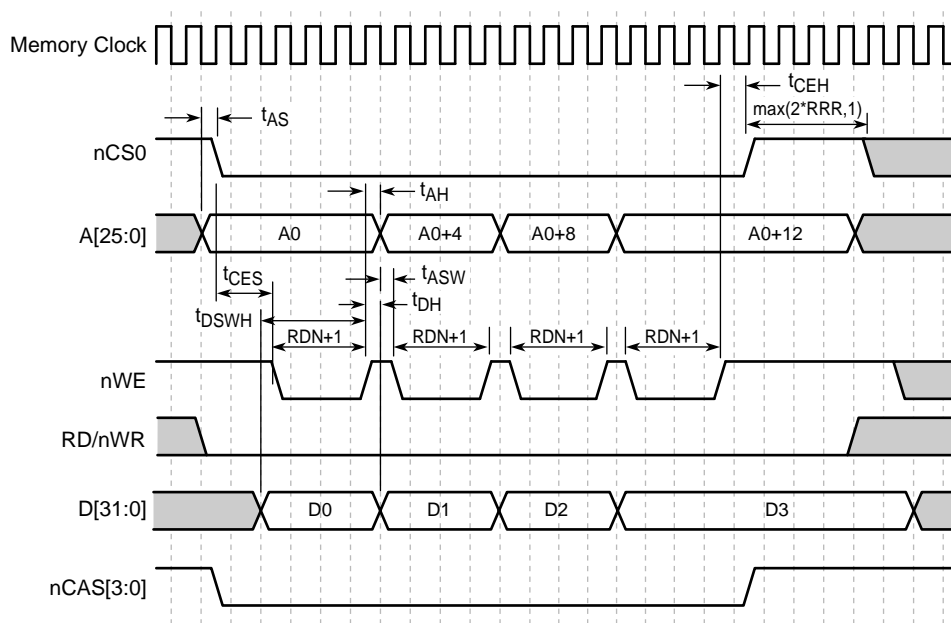 Memory Clock
tCEH
max(2*RRR,1)
tAS
nCS0
tAH
A[25:0]
A0
A0+4
A0+8
A0+12
tCES
tASW
tDH
tDSWH
RDN+1
RDN+1
RDN+1
RDN+1
nWE
RD/nWR
D[31:0]
D0
D1
D2
D3
nCAS[3:0]